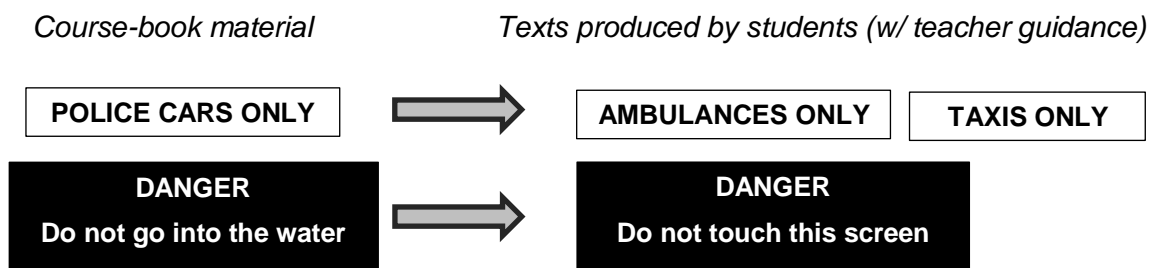 Course-book material
Texts produced by students (w/ teacher guidance)
POLICE CARS ONLY
AMBULANCES ONLY
TAXIS ONLY
DANGER
Do not go into the water
DANGER
Do not touch this screen